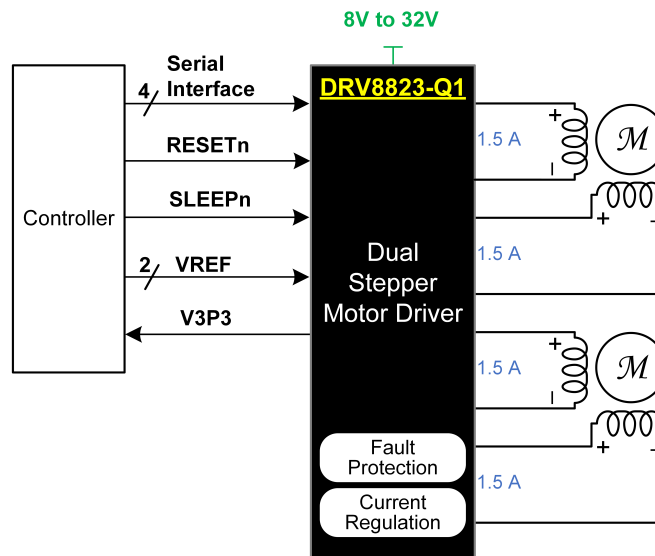 8V to 32V
Serial
Interface
4
DRV8823-Q1
RESETn
SLEEPn
Controller
2
VREF
V3P3
Dual
Stepper
Motor Driver
Fault
Protection
Current
Regulation
1.5 A
+
–
M
1.5 A
+
-
1.5 A
+
–
M
1.5 A
+
-